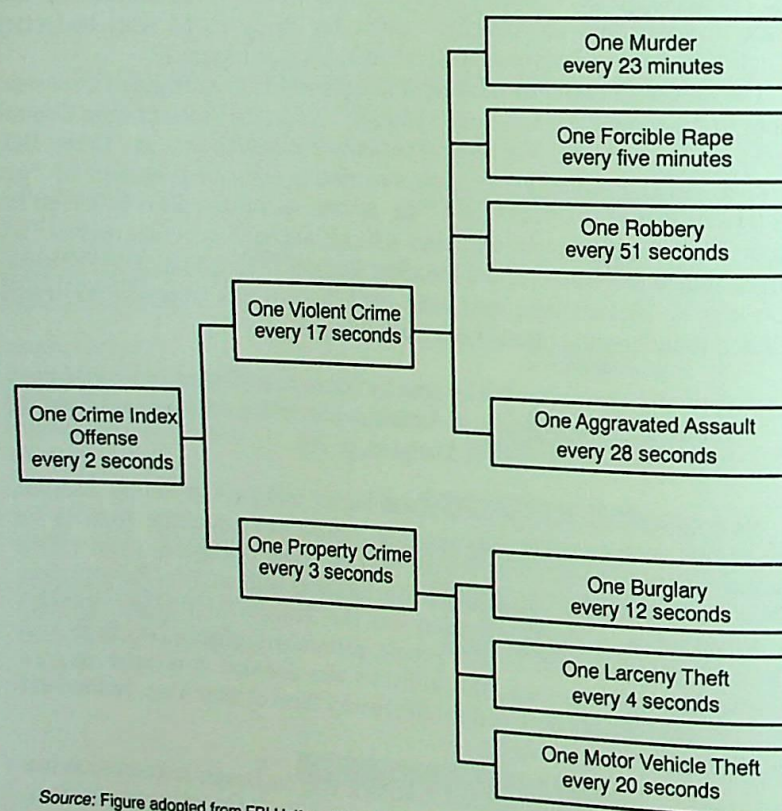 One Murder
every 23 minutes
One Forcible Rape
every five minutes
One Robbery
every 51 seconds
One Violent Crime
every 17 seconds
One Aggravated Assault
every 28 seconds
One Crime Index
Offense
every 2 seconds
One Property Crime
every 3 seconds
One Burglary
every 12 seconds
One Larceny Theft
every 4 seconds
One Motor Vehicle Theft
every 20 seconds
Source: Figure adopted from FBI